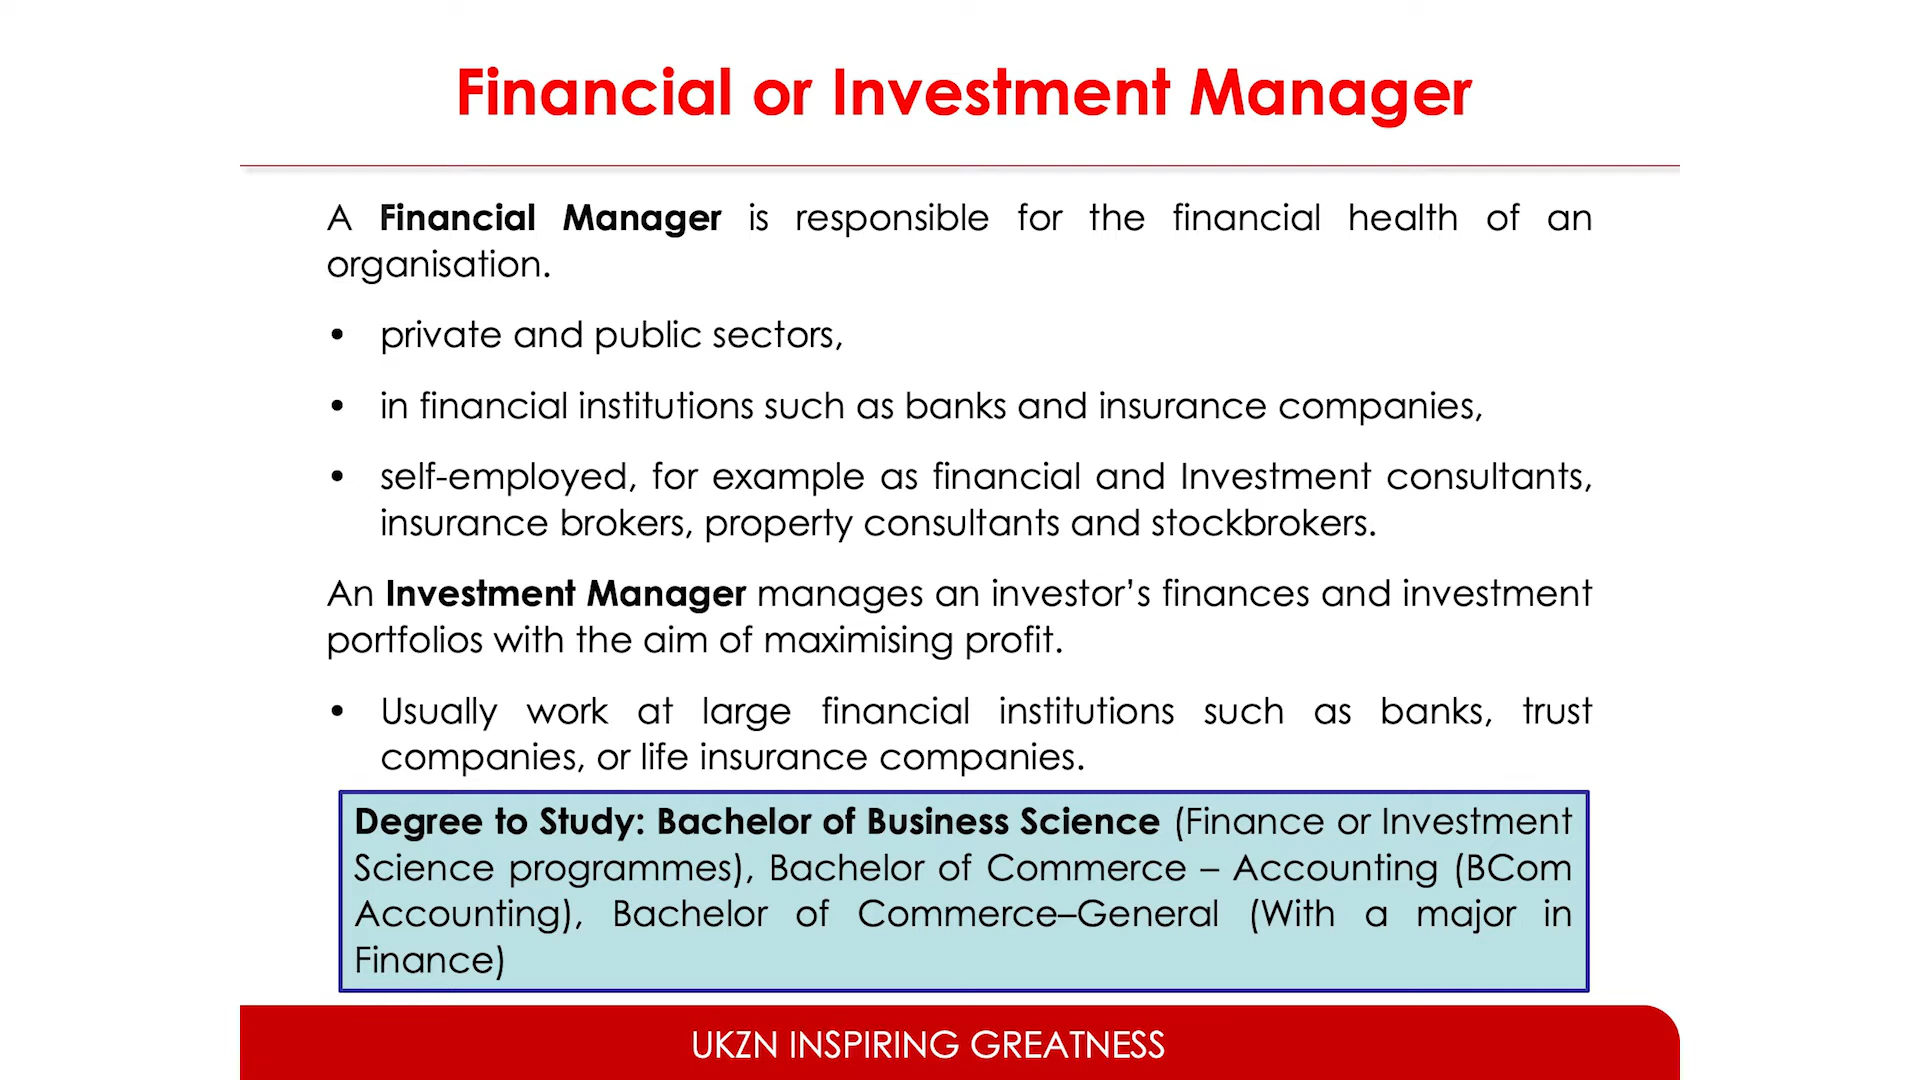 Financial or Investment Manager
A Financial Manager is responsible for the financial health of an
organisation.
• private and public sectors,
• in financial institutions such as banks and insurance companies,
• self-employed, for example as financial and Investment consultants,
insurance brokers, property consultants and stockbrokers.
An Investment Manager manages an investor’s finances and investment
portfolios with the aim of maximising profit.
• Usually work at large financial institutions such as banks, trust
companies, or life insurance companies.
Degree to Study: Bachelor of Business Science (Finance or Investment
Science programmes), Bachelor of Commerce – Accounting (BCom
Accounting), Bachelor of Commerce–General (With a major in
Finance)
UKZN INSPIRING GREATNESS